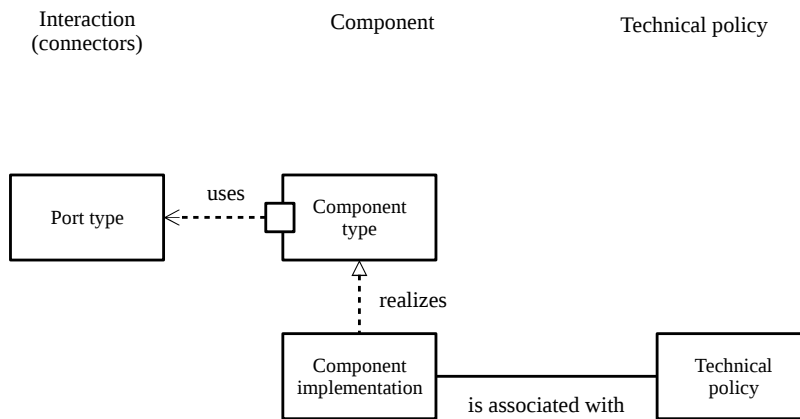 Interaction
(connectors)
Component
Technical policy
uses
Port type
Component
type
realizes
Component
implementation
Technical
policy
is associated with